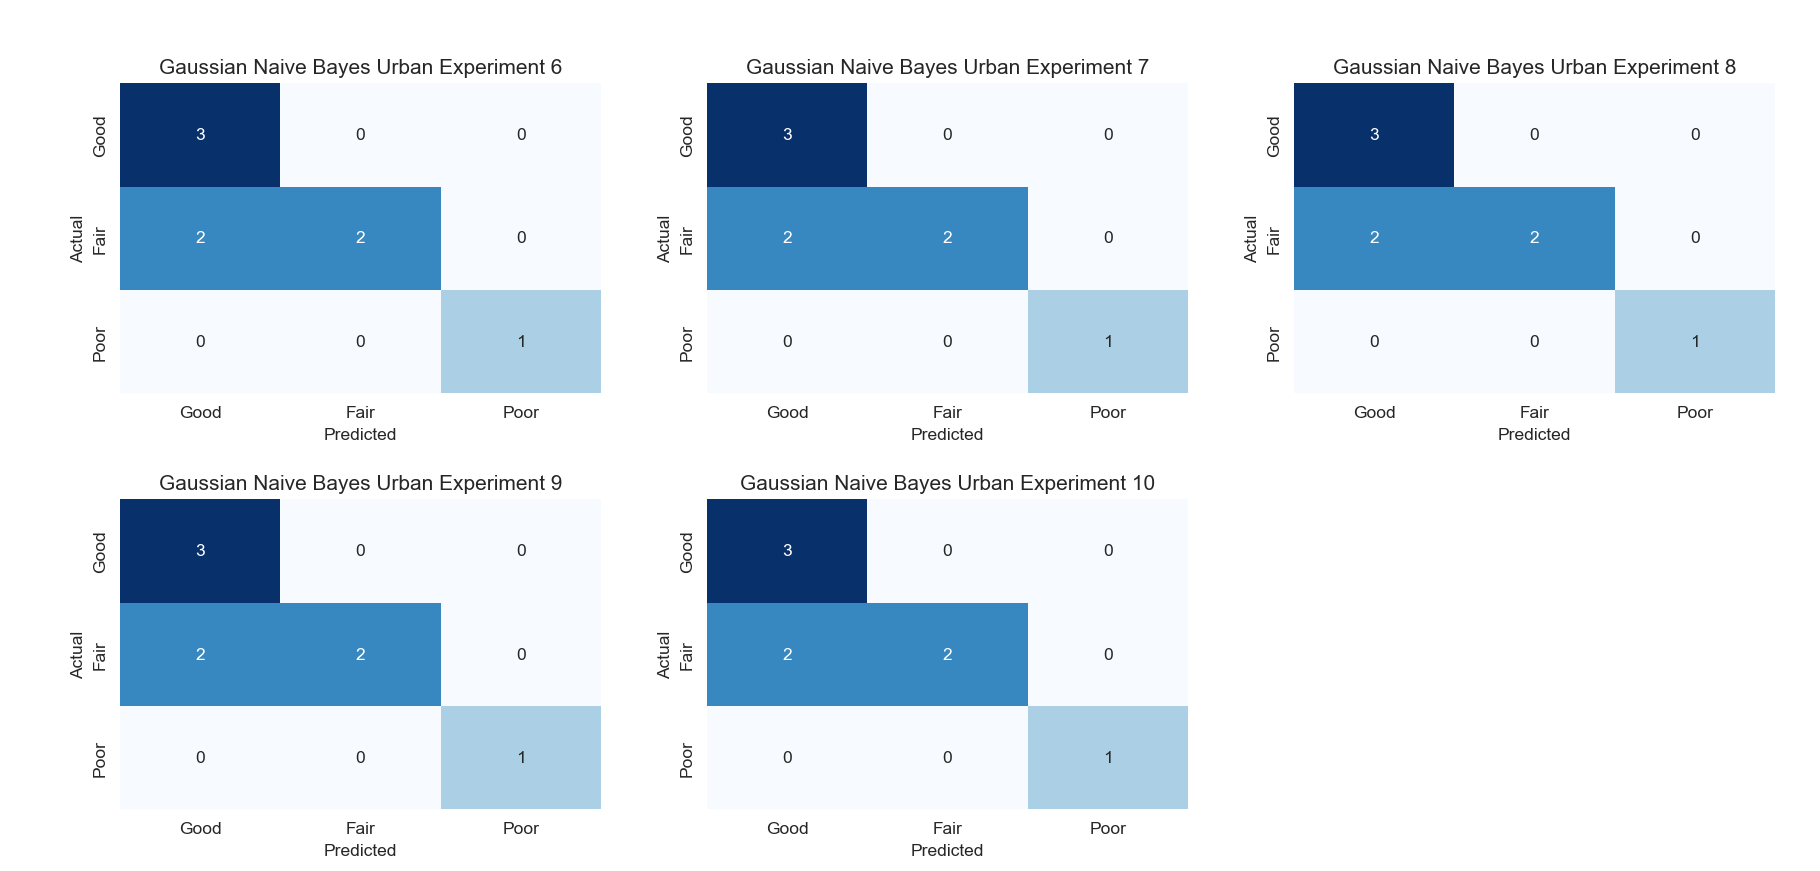 Gaussian Naive Bayes Urban Experiment 6
Good 3 0 0
Actual
Fair 2 2 0
Poor 0 0 1
Good Fair Poor
Predicted
Gaussian Naive Bayes Urban Experiment 7
Good 3 0 0
Actual
Fair 2 2 0
Poor 0 0 1
Good Fair Poor
Predicted
Gaussian Naive Bayes Urban Experiment 8
Good 3 0 0
Actual
Fair 2 2 0
Poor 0 0 1
Good Fair Poor
Predicted
Gaussian Naive Bayes Urban Experiment 9
Good 3 0 0
Actual
Fair 2 2 0
Poor 0 0 1
Good Fair Poor
Predicted
Gaussian Naive Bayes Urban Experiment 10
Good 3 0 0
Actual
Fair 2 2 0
Poor 0 0 1
Good Fair Poor
Predicted